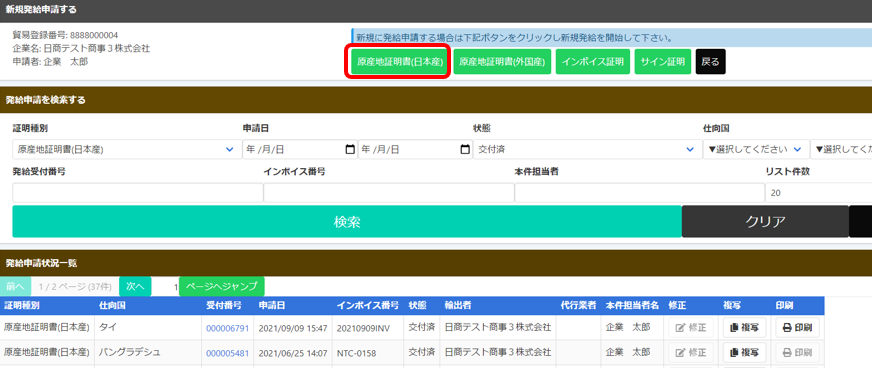 新規発給申請する
貿易登録番号: 8888000004
企業名: 日商テスト商事３株式会社
申請者: 企業　太郎
新規に発給申請する場合は下記ボタンをクリックし新規発給を開始して下さい。
原産地証明書(日本産) 原産地証明書(外国産) インボイス証明 サイン証明 戻る
発給申請を検索する
証明種別 申請日 状態 仕向国
原産地証明書(日本産) 年 /月/日 年 /月/日 交付済 ▼選択してください ▼選択してくだ
発給受付番号 インボイス番号 本件担当者 リスト件数
20
検索 クリア
発給申請状況一覧
前へ 1 / 2 ページ (37件) 次へ 1 ページへジャンプ
証明種別 仕向国 受付番号 申請日 インボイス番号 状態 輸出者 代行業者 本件担当者名 修正 複写 印刷
原産地証明書(日本産) タイ 000006791 2021/09/09 15:47 20210909INV 交付済 日商テスト商事３株式会社 企業　太郎 修正 複写 印刷
原産地証明書(日本産) バングラデシュ 000005481 2021/06/25 14:07 NTC-0158 交付済 日商テスト商事３株式会社 企業　太郎 修正 複写 印刷